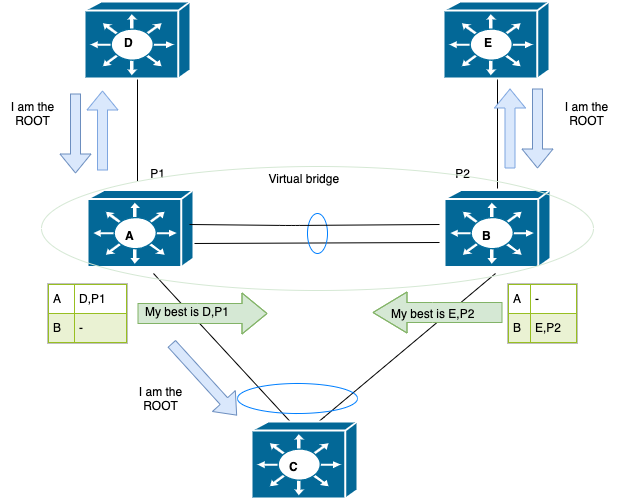 D
E
I am the
ROOT
I am the
ROOT
P1
P2
Virtual bridge
A
B
A D,P1
B -
My best is D,P1
My best is E,P2
A -
B E,P2
I am the
ROOT
C